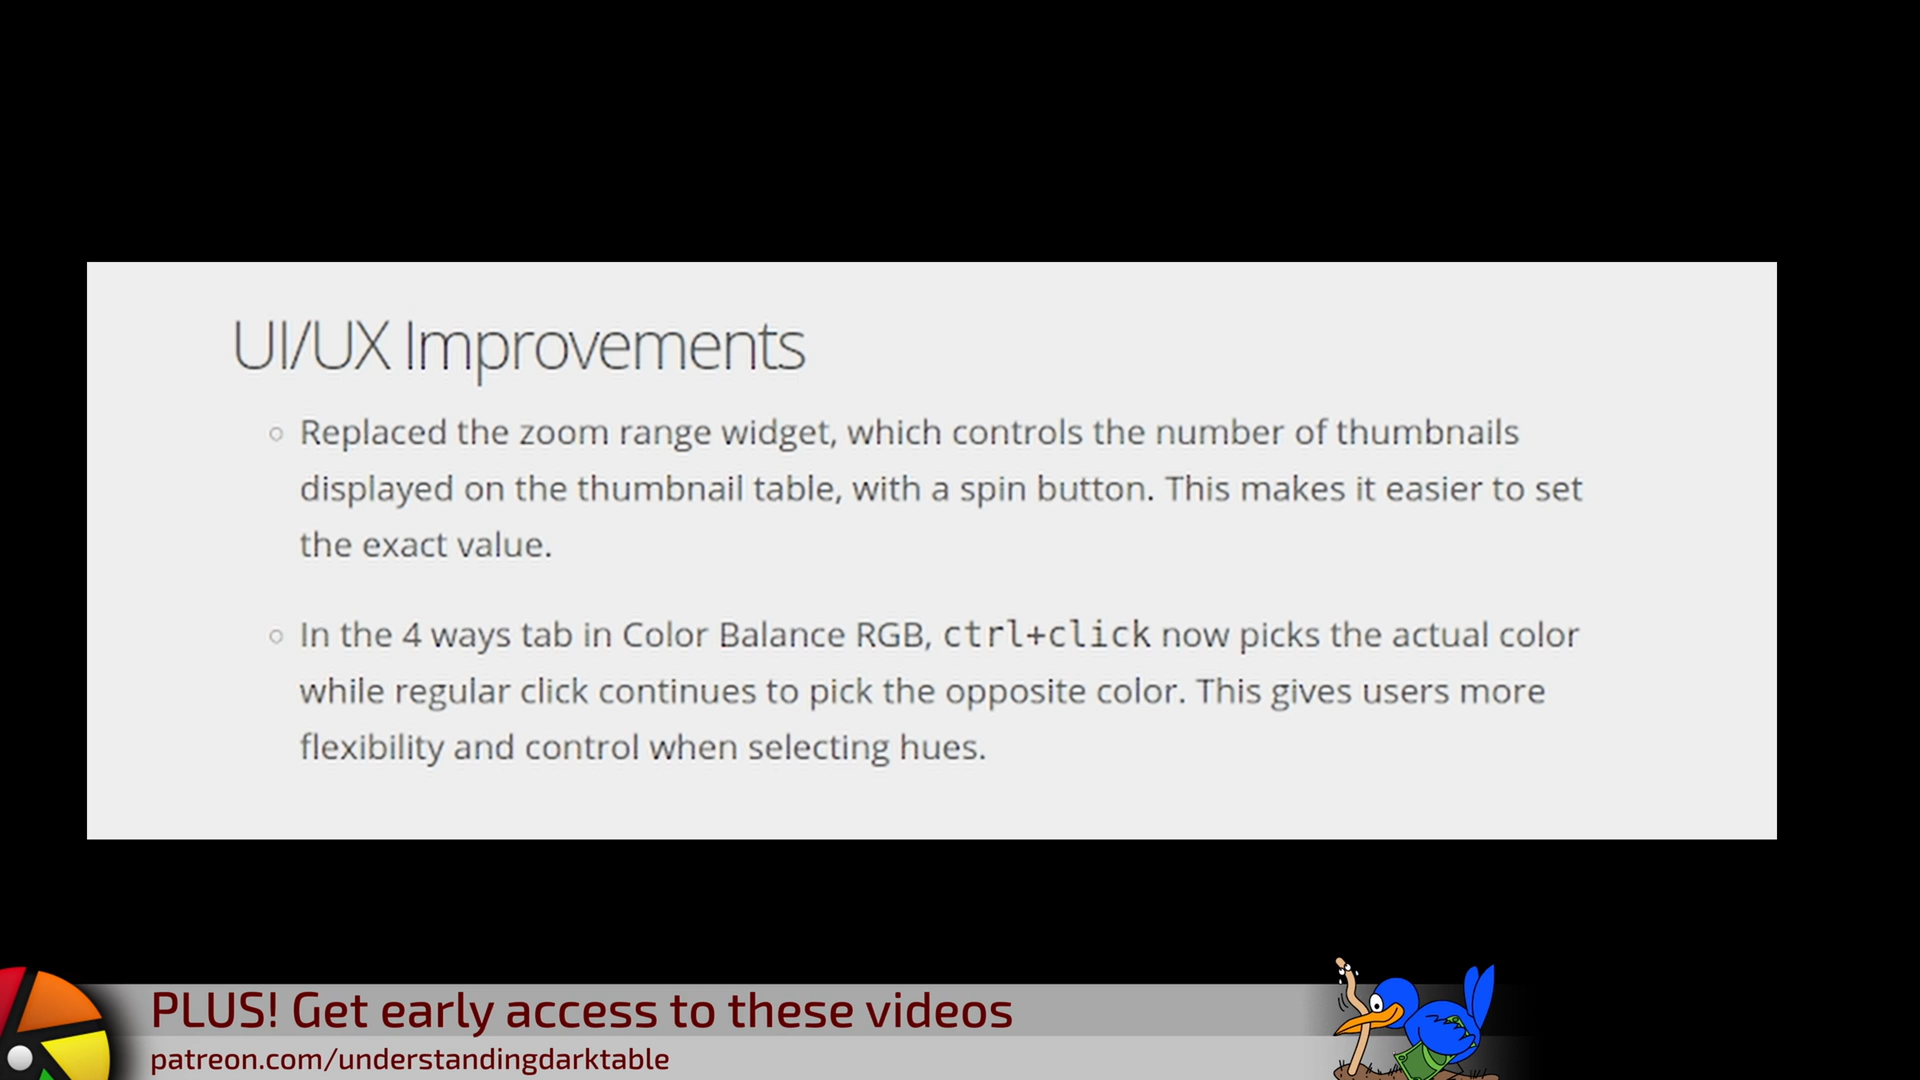 UI/UX Improvements
Replaced the zoom range widget, which controls the number of thumbnails
displayed on the thumbnail table, with a spin button. This makes it easier to set
the exact value.
In the 4 ways tab in Color Balance RGB, ctrl+click now picks the actual color
while regular click continues to pick the opposite color. This gives users more
flexibility and control when selecting hues.
PLUS! Get early access to these videos
patreon.com/understandingdarktable